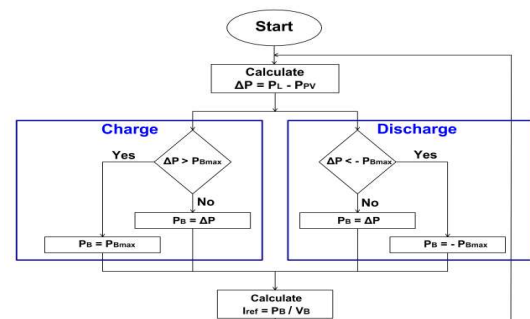 Start
Calculate
ΔP = PL - PPV
Charge
Discharge
Yes
ΔP > PBmax
ΔP < - PBmax
Yes
No
No
PB = ΔP
PB = ΔP
PB = PBmax
PB = - PBmax
Calculate
Iref = PB / VB